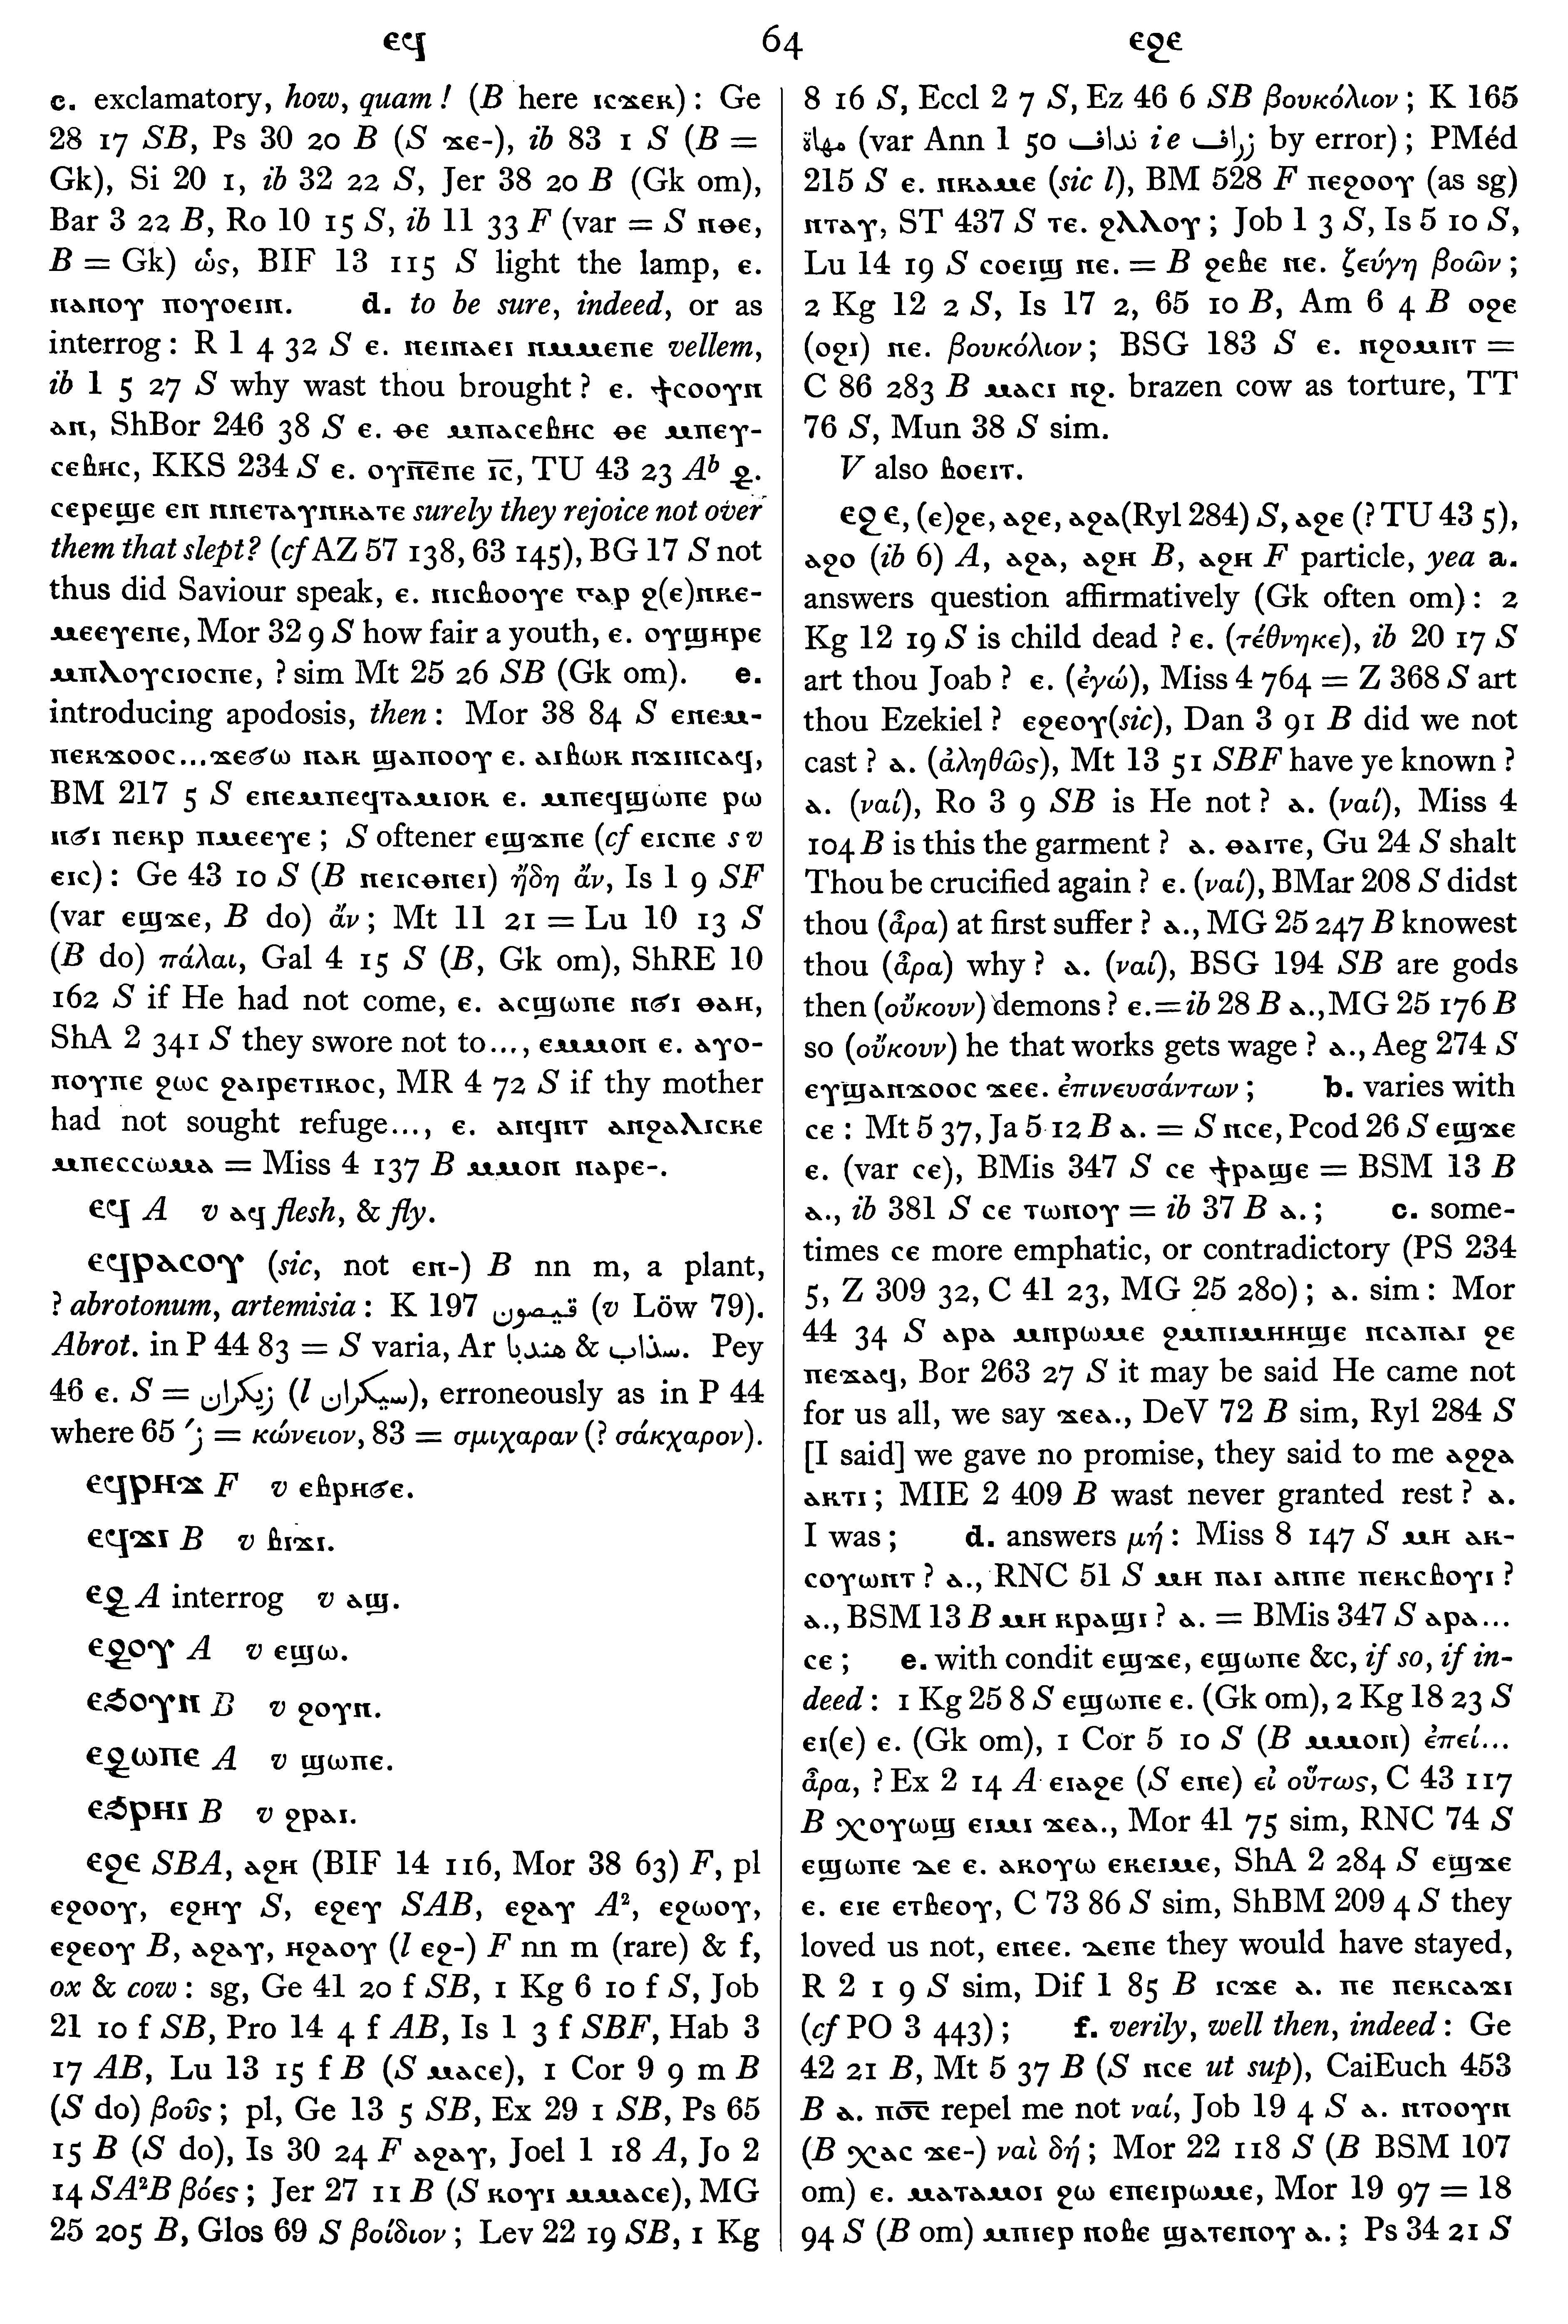 ⲉϥ 64 ⲉϩⲉ
c. exclamatory, how, quam ! (B here ⲓⲥϫⲉⲕ) : Ge
28 17 SB, Ps 30 20 B (S ϫⲉ-), ib 83 1 S (B =
Gk), Si 20 1, ib 32 22 S, Jer 38 20 B (Gk om),
Bar 3 22 B, Ro 10 15 S, ib 11 33 F (var = S ⲛⲑⲉ,
B = Gk) ὡς, BIF 13 115 S light the lamp, ⲉ.
ⲛⲁⲛⲟⲩ ⲡⲟⲩⲟⲉⲓⲛ. d. to be sure, indeed, or as
interrog : R 1 4 32 S ⲉ. ⲛⲉⲓⲛⲁⲉⲓ ⲛⲙⲙⲉⲛⲉ vellem,
ib 1 5 27 S why wast thou brought ? ⲉ. ϯⲥⲟⲟⲩⲛ
ⲁⲛ, ShBor 246 38 S ⲉ. ⲑⲉ ⲙⲡⲁⲥⲉⲃⲏⲥ ⲑⲉ ⲙⲡⲉⲩ-
ⲥⲉⲃⲏⲥ, KKS 234 S ⲉ. ⲟⲩⲡ̅ⲉ̅ⲡⲉ ⲓ̅ⲥ̅, TU 43 23 Aᵇ ⳉ.
ⲥⲉⲣⲉϣⲉ ⲉⲛ ⲛⲛⲉⲧⲁⲩⲛⲕⲁⲧⲉ surely they rejoice not over
them that slept? (cf AZ 57 138, 63 145), BG 17 S not
thus did Saviour speak, ⲉ. ⲛⲓⲥⲃⲟⲟⲩⲉ ⲅⲁⲣ ϩ(ⲉ)ⲛⲕⲉ-
ⲙⲉⲉⲩⲉⲛⲉ, Mor 32 9 S how fair a youth, ⲉ. ⲟⲩϣⲏⲣⲉ
ⲙⲡⲗⲟⲩⲥⲓⲟⲥⲡⲉ, ? sim Mt 25 26 SB (Gk om). e.
introducing apodosis, then : Mor 38 84 S ⲉⲛⲉⲙ-
ⲡⲉⲕϫⲟⲟⲥ...ϫⲉϭⲱ ⲛⲁⲕ ϣⲁⲡⲟⲟⲩ ⲉ. ⲁⲓⲃⲱⲕ ⲛϫⲓⲛⲥⲁϥ,
BM 217 5 S ⲉⲛⲉⲙⲡⲉϥⲧⲁⲙⲓⲟⲕ ⲉ. ⲙⲡⲉϥϣⲱⲡⲉ ⲣⲱ
ⲛϭⲓ ⲡⲉⲕⲣ ⲡⲙⲉⲉⲩⲉ ; S oftener ⲉϣϫⲡⲉ (cf ⲉⲓⲥⲡⲉ s v
ⲉⲓⲥ) : Ge 43 10 S (B ⲛⲉⲓⲥⲑⲛⲉⲓ) ἤδη ἄν, Is 1 9 SF
(var ⲉϣϫⲉ, B do) ἄν ; Mt 11 21 = Lu 10 13 S
(B do) πάλαι, Gal 4 15 S (B, Gk om), ShRE 10
162 S if He had not come, ⲉ. ⲁⲥϣⲱⲡⲉ ⲛϭⲓ ⲑⲁⲏ,
ShA 2 341 S they swore not to..., ⲉⲙⲙⲟⲛ ⲉ. ⲁⲩⲟ-
ⲛⲟⲩⲡⲉ ϩⲱⲥ ϩⲁⲓⲣⲉⲧⲓⲕⲟⲥ, MR 4 72 S if thy mother
had not sought refuge..., ⲉ. ⲁⲛϥⲛⲧ ⲁⲛϩⲁⲗⲓⲥⲕⲉ
ⲙⲡⲉⲥⲥⲱⲙⲁ = Miss 4 137 B ⲙⲙⲟⲛ ⲛⲁⲣⲉ-.
ⲉϥ A v ⲁϥ flesh, & fly.
ⲉϥⲣⲁⲥⲟⲩ (sic, not ⲉⲛ-) B nn m, a plant,
? abrotonum, artemisia : K 197 قيصون (v Löw 79).
Abrot. in P 44 83 = S varia, Ar هندبا & سذاب. Pey
46 ⲉ. S = زيكران (l سيكران), erroneously as in P 44
where 65 ز′ = κώνειον, 83 = σμιχαραν (? σάκχαρον).
ⲉϥⲣⲏϫ F v ⲉⲃⲣⲏϭⲉ.
ⲉϥϫⲓ B v ⲃⲓϫⲓ.
ⲉⳉ A interrog v ⲁϣ.
ⲉⳉⲟⲩ A v ⲉϣⲱ.
ⲉϧⲟⲩⲛ B v ϩⲟⲩⲛ.
ⲉⳉⲱⲡⲉ A v ϣⲱⲡⲉ.
ⲉϧⲣⲏⲓ B v ϩⲣⲁⲓ.
ⲉϩⲉ SBA, ⲁϩⲏ (BIF 14 116, Mor 38 63) F, pl
ⲉϩⲟⲟⲩ, ⲉϩⲏⲩ S, ⲉϩⲉⲩ SAB, ⲉϩⲁⲩ A², ⲉϩⲱⲟⲩ,
ⲉϩⲉⲟⲩ B, ⲁϩⲁⲩ, ⲏϩⲁⲟⲩ (l ⲉϩ-) F nn m (rare) & f,
ox & cow : sg, Ge 41 20 f SB, 1 Kg 6 10 f S, Job
21 10 f SB, Pro 14 4 f AB, Is 1 3 f SBF, Hab 3
17 AB, Lu 13 15 f B (S ⲙⲁⲥⲉ), 1 Cor 9 9 m B
(S do) βοῦς ; pl, Ge 13 5 SB, Ex 29 1 SB, Ps 65
15 B (S do), Is 30 24 F ⲁϩⲁⲩ, Joel 1 18 A, Jo 2
14 SA²B βόες ; Jer 27 11 B (S ⲕⲟⲩⲓ ⲙⲙⲁⲥⲉ), MG
25 205 B, Glos 69 S βοίδιον ; Lev 22 19 SB, 1 Kg
8 16 S, Eccl 2 7 S, Ez 46 6 SB βουκόλιον ; K 165
مهاة (var Ann 1 50 نداف i e زراف by error) ; PMéd
215 S ⲉ. ⲛⲕⲁⲙⲉ (sic l), BM 528 F ⲡⲉϩⲟⲟⲩ (as sg)
ⲛⲧⲁⲩ, ST 437 S ⲧⲉ. ϩⲗⲗⲟⲩ ; Job 1 3 S, Is 5 10 S,
Lu 14 19 S ⲥⲟⲉⲓϣ ⲛⲉ. = B ϩⲉⲃⲉ ⲛⲉ. ζεύγη βοῶν ;
2 Kg 12 2 S, Is 17 2, 65 10 B, Am 6 4 B ⲟϩⲉ
(ⲟϩⲓ) ⲛⲉ. βουκόλιον ; BSG 183 S ⲉ. ⲛϩⲟⲙⲛⲧ =
C 86 283 B ⲙⲁⲥⲓ ⲛϩ. brazen cow as torture, TT
76 S, Mun 38 S sim.
V also ⲃⲟⲉⲓⲧ.
ⲉϩⲉ, (ⲉ)ϩⲉ, ⲁϩⲉ, ⲁϩⲁ(Ryl 284) S, ⲁϩⲉ (? TU 43 5),
ⲁϩⲟ (ib 6) A, ⲁϩⲁ, ⲁϩⲏ B, ⲁϩⲏ F particle, yea a.
answers question affirmatively (Gk often om) : 2
Kg 12 19 S is child dead ? ⲉ. (τέθνηκε), ib 20 17 S
art thou Joab ? ⲉ. (ἐγώ), Miss 4 764 = Z 368 S art
thou Ezekiel ? ⲉϩⲉⲟⲩ(sic), Dan 3 91 B did we not
cast ? ⲁ. (ἀληθῶς), Mt 13 51 SBF have ye known ?
ⲁ. (ναί), Ro 3 9 SB is He not ? ⲁ. (ναί), Miss 4
104 B is this the garment ? ⲁ. ⲑⲁⲓⲧⲉ, Gu 24 S shalt
Thou be crucified again ? ⲉ. (ναί), BMar 208 S didst
thou (ἆρα) at first suffer ? ⲁ., MG 25 247 B knowest
thou (ἆρα) why ? ⲁ. (ναί), BSG 194 SB are gods
then (οὔκουν) demons ? ⲉ. = ib 28 B ⲁ., MG 25 176 B
so (οὔκουν) he that works gets wage ? ⲁ., Aeg 274 S
ⲉⲩϣⲁⲛϫⲟⲟⲥ ϫⲉⲉ. ἐπινευσάντων ; b. varies with
ⲥⲉ : Mt 5 37, Ja 5 12 B ⲁ. = S ⲛⲥⲉ, Pcod 26 S ⲉϣϫⲉ
ⲉ. (var ⲥⲉ), BMis 347 S ⲥⲉ ϯⲣⲁϣⲉ = BSM 13 B
ⲁ., ib 381 S ⲥⲉ ⲧⲱⲛⲟⲩ = ib 37 B ⲁ. ; c. some-
times ⲥⲉ more emphatic, or contradictory (PS 234
5, Z 309 32, C 41 23, MG 25 280) ; ⲁ. sim : Mor
44 34 S ⲁⲣⲁ ⲙⲡⲣⲱⲙⲉ ϩⲙⲡⲓⲙⲏⲏϣⲉ ⲛⲥⲁⲡⲁⲓ ϩⲉ
ⲡⲉϫⲁϥ, Bor 263 27 S it may be said He came not
for us all, we say ϫⲉⲁ., DeV 72 B sim, Ryl 284 S
[I said] we gave no promise, they said to me ⲁϩϩⲁ
ⲁⲕⲧⲓ ; MIE 2 409 B wast never granted rest ? ⲁ.
I was ; d. answers μή : Miss 8 147 S ⲙⲏ ⲁⲕ-
ⲥⲟⲩⲱⲛⲧ ? ⲁ., RNC 51 S ⲙⲏ ⲡⲁⲓ ⲁⲛⲡⲉ ⲡⲉⲕⲥⲃⲟⲩⲓ ?
ⲁ., BSM 13 B ⲙⲏ ⲕⲣⲁϣⲓ ? ⲁ. = BMis 347 S ⲁⲣⲁ...
ⲥⲉ ; e. with condit ⲉϣϫⲉ, ⲉϣⲱⲡⲉ &c, if so, if in-
deed : 1 Kg 25 8 S ⲉϣⲱⲡⲉ ⲉ. (Gk om), 2 Kg 18 23 S
ⲉⲓ(ⲉ) ⲉ. (Gk om), 1 Cor 5 10 S (B ⲙⲙⲟⲛ) ἐπεί...
ἆρα, ? Ex 2 14 A ⲉⲓⲁϩⲉ (S ⲉⲛⲉ) εἰ οὕτως, C 43 117
B ⲭⲟⲩⲱϣ ⲉⲓⲙⲓ ϫⲉⲁ., Mor 41 75 sim, RNC 74 S
ⲉϣⲱⲡⲉ ⲇⲉ ⲉ. ⲁⲕⲟⲩⲱ ⲉⲕⲉⲓⲙⲉ, ShA 2 284 S ⲉϣϫⲉ
ⲉ. ⲉⲓⲉ ⲉⲧⲃⲉⲟⲩ, C 73 86 S sim, ShBM 209 4 S they
loved us not, ⲉⲛⲉⲉ. ϫⲉⲛⲉ they would have stayed,
R 2 1 9 S sim, Dif 1 85 B ⲓⲥϫⲉ ⲁ. ⲡⲉ ⲡⲉⲕⲥⲁϫⲓ
(cf PO 3 443) ; f. verily, well then, indeed : Ge
42 21 B, Mt 5 37 B (S ⲛⲥⲉ ut sup), CaiEuch 453
B ⲁ. ⲡϭ̅ⲥ̅ repel me not ναί, Job 19 4 S ⲁ. ⲛⲧⲟⲟⲩⲛ
(B ⲭⲁⲥ ϫⲉ-) ναὶ δή ; Mor 22 118 S (B BSM 107
om) ⲉ. ⲙⲁⲧⲁⲙⲟⲓ ϩⲱ ⲉⲡⲉⲓⲣⲱⲙⲉ, Mor 19 97 = 18
94 S (B om) ⲙⲡⲓⲉⲣ ⲛⲟⲃⲉ ϣⲁⲧⲉⲛⲟⲩ ⲁ. ; Ps 34 21 S